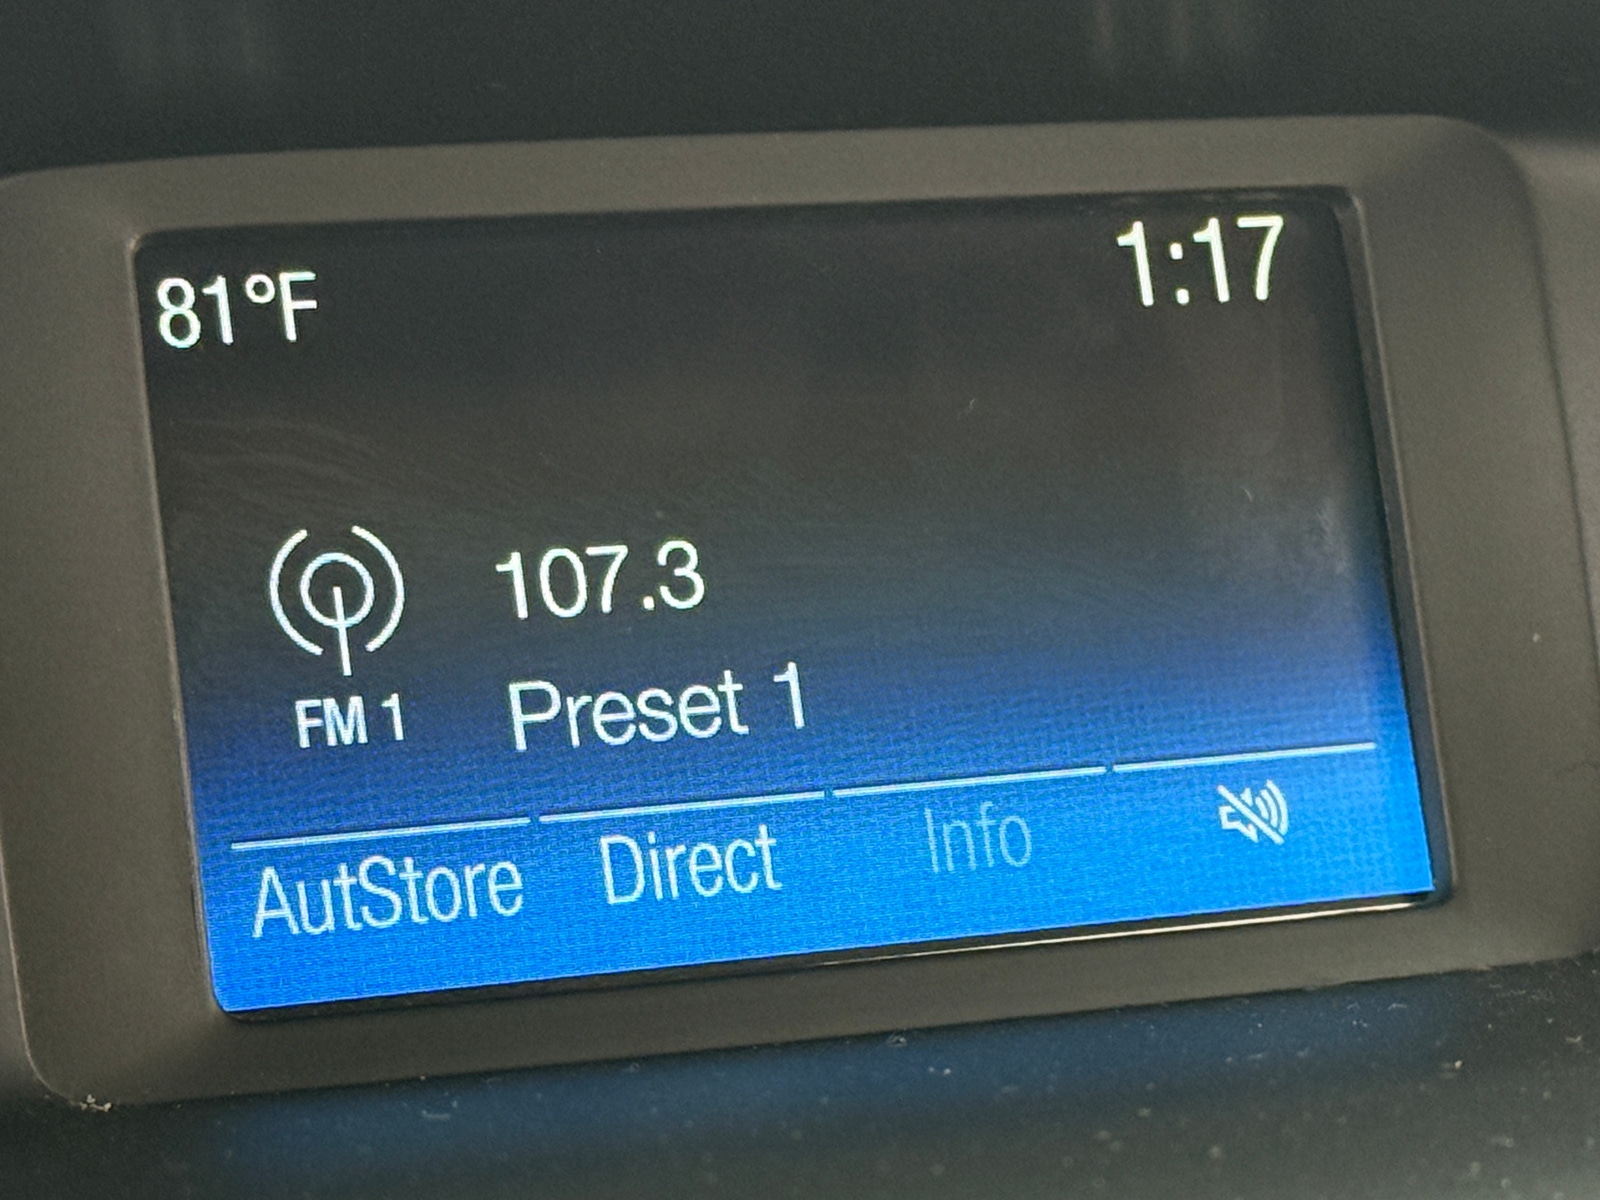 81°F
1:17
107.3
FM 1
Preset 1
AutStore
Direct
Info